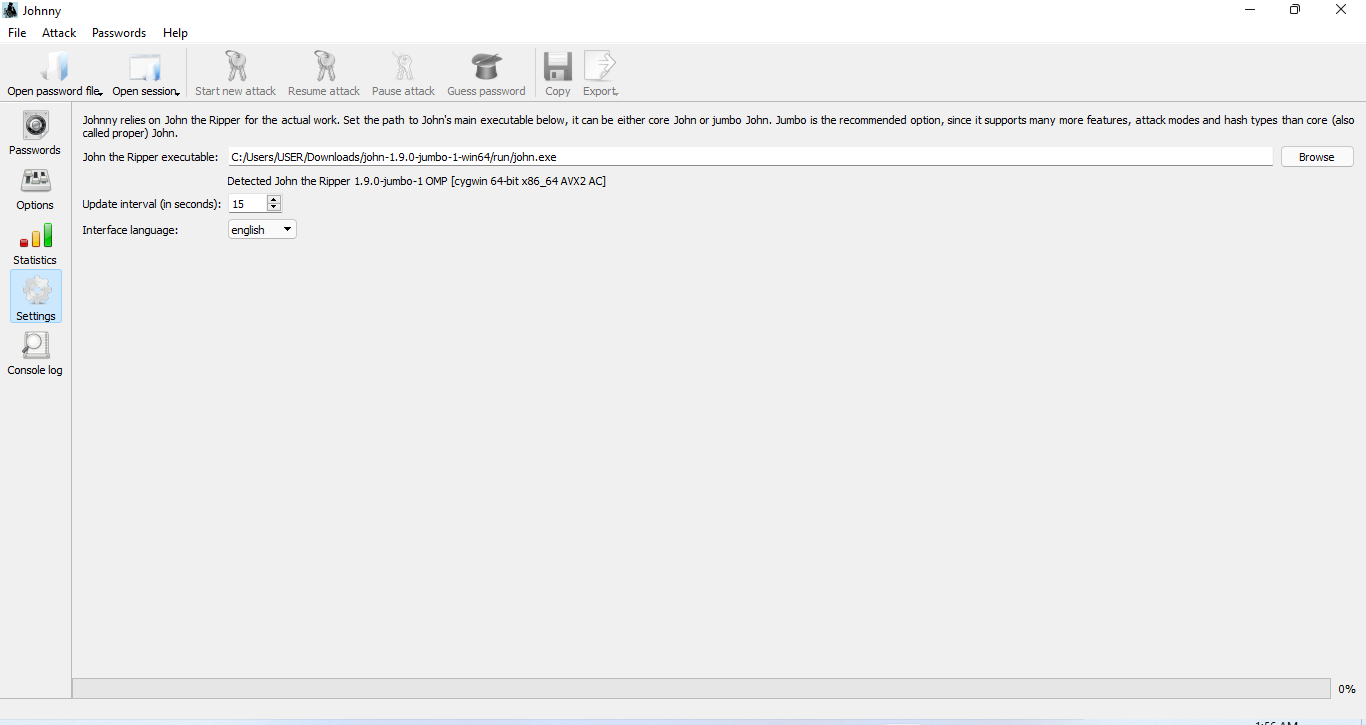 Johnny
File Attack Passwords Help
Open password file Open session Start new attack Resume attack Pause attack Guess password Copy Export
Passwords
Options
Statistics
Settings
Console log
Johnny relies on John the Ripper for the actual work. Set the path to John's main executable below, it can be either core John or jumbo John. Jumbo is the recommended option, since it supports many more features, attack modes and hash types than core (also
called proper) John.
John the Ripper executable: C:/Users/USER/Downloads/john-1.9.0-jumbo-1-win64/run/john.exe Browse
Detected John the Ripper 1.9.0-jumbo-1 OMP [cygwin 64-bit x86_64 AVX2 AC]
Update interval (in seconds): 15
Interface language: english
0%